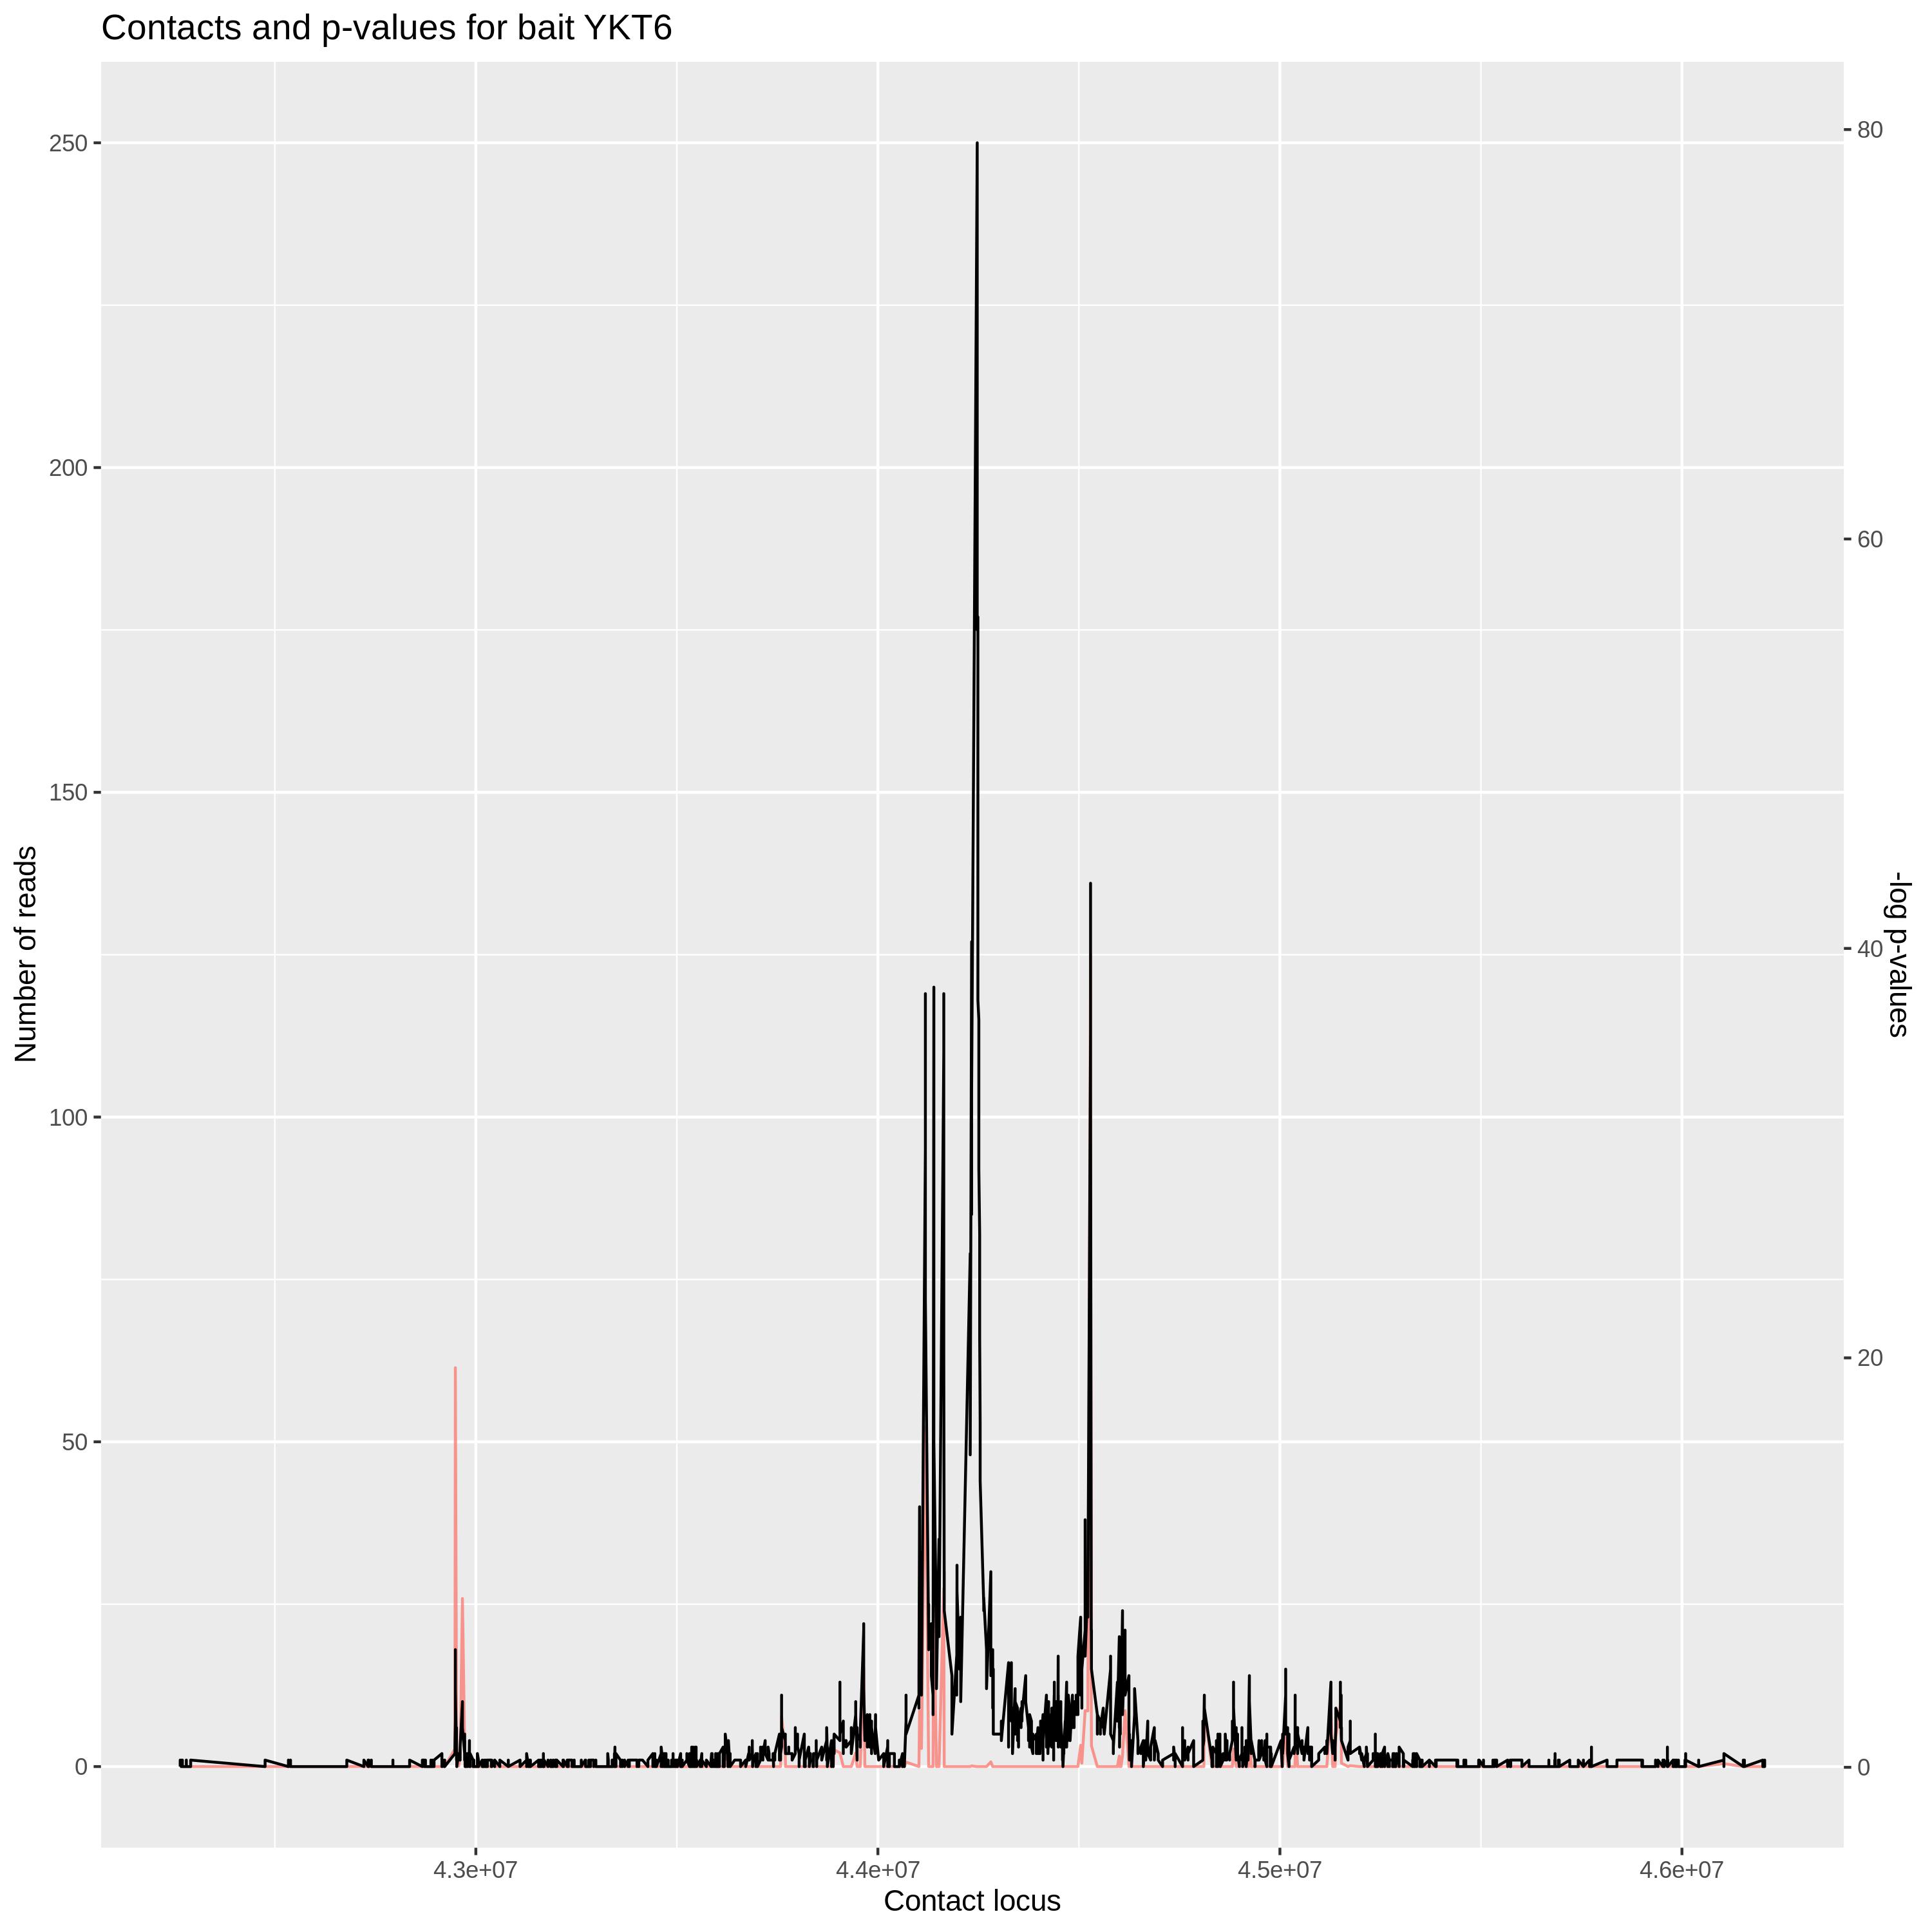 Contacts and p-values for bait YKT6
250
200
150
100
50
0
Number of reads
80
60
40
20
0
-log p-values
4.3e+07 4.4e+07 4.5e+07 4.6e+07
Contact locus